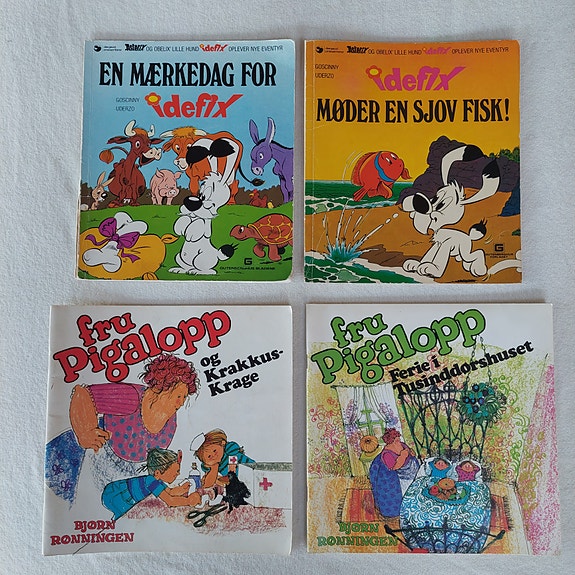 Asterix OG OBELIX' LILLE HUND idefix OPLEVER NYE EVENTYR
EN MÆRKEDAG FOR
idefix
GOSCINNY
UDERZO
Asterix OG OBELIX' LILLE HUND idefix OPLEVER NYE EVENTYR
idefix
GOSCINNY
UDERZO
MØDER EN SJOV FISK!
G
G
fru
Pigalopp
og
Krakkus-
Krage
BJØRN
RØNNINGEN
fru
Pigalopp
Ferie i
Tusinddørshuset
BJØRN
RØNNINGEN